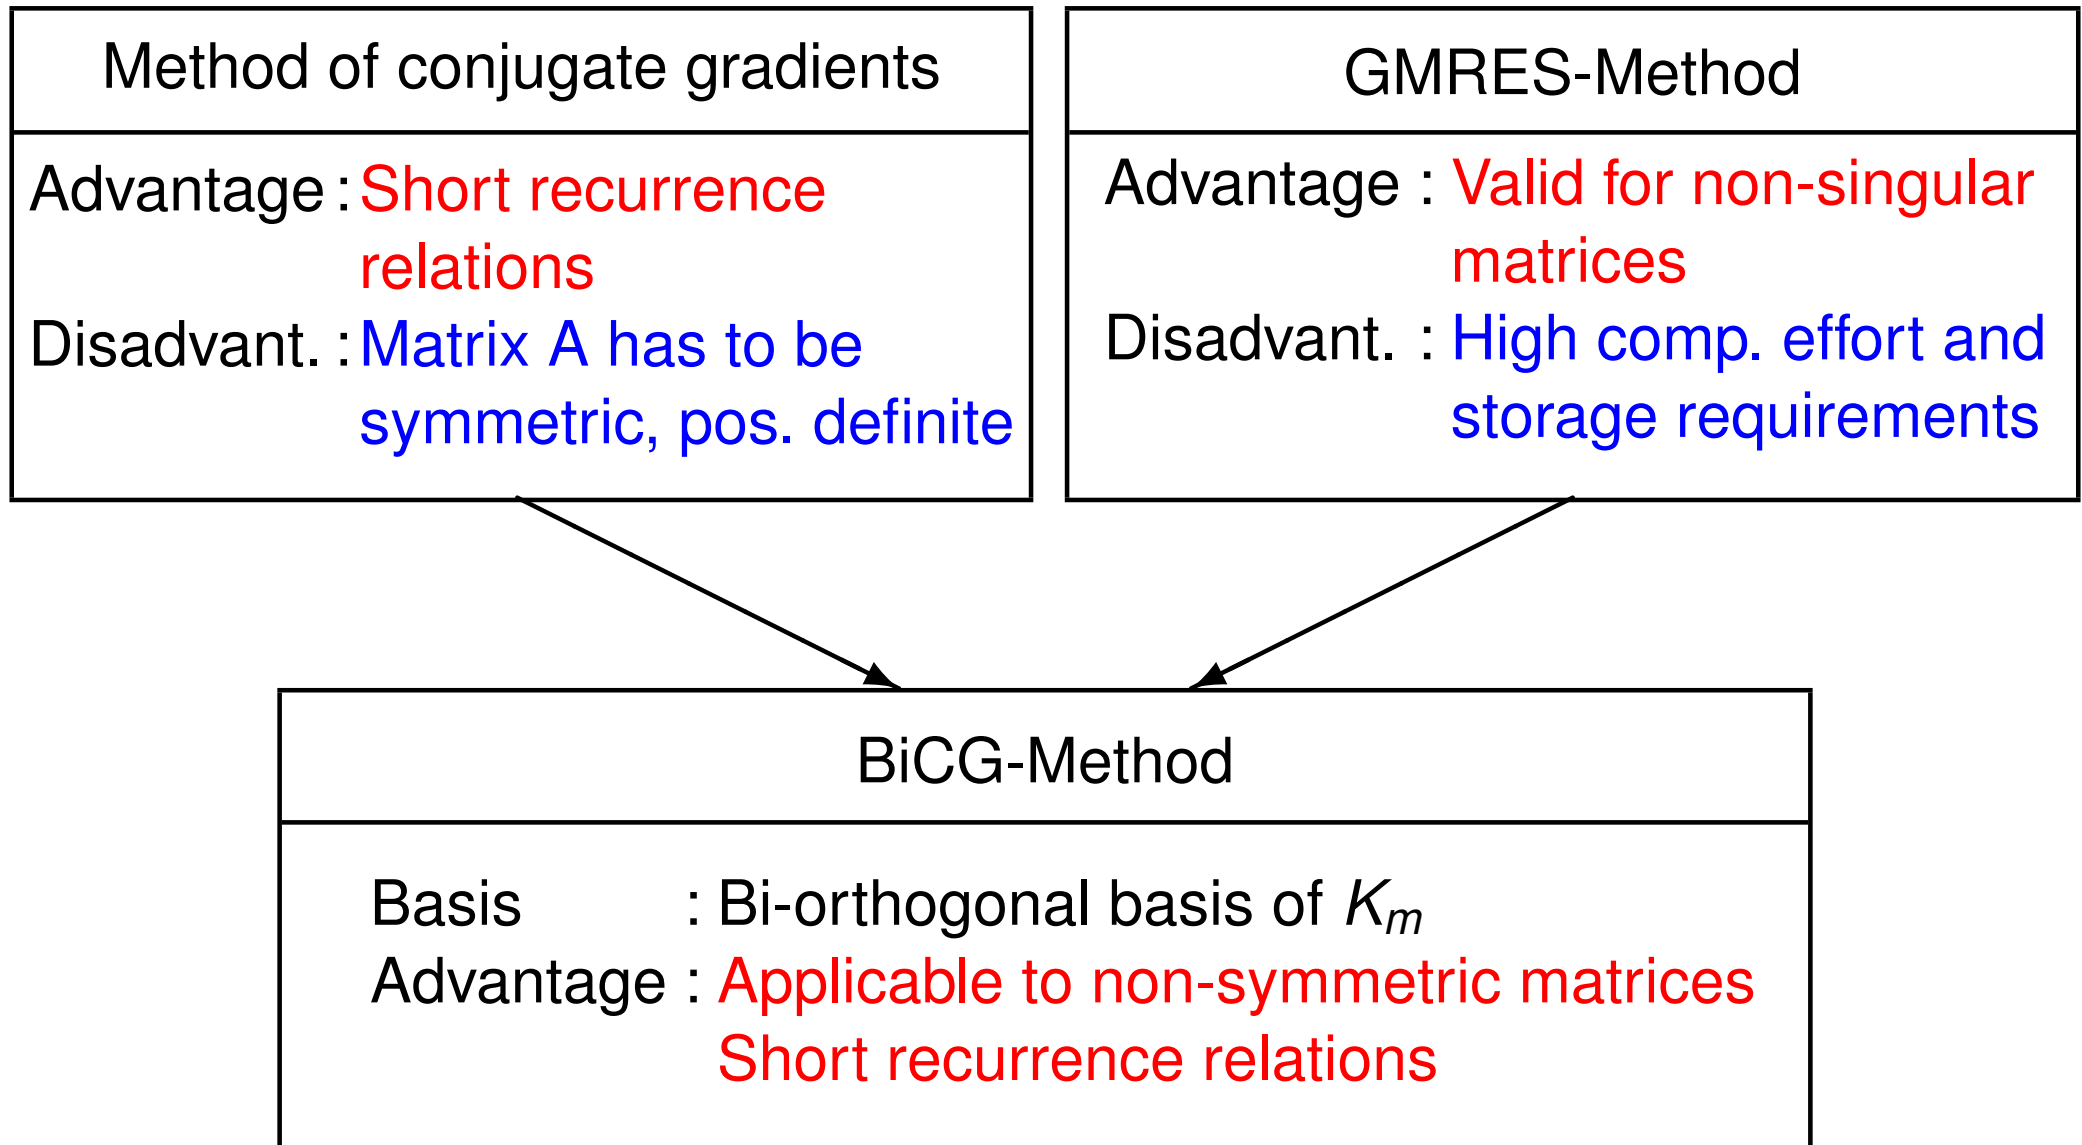 Method of conjugate gradients
Advantage : Short recurrence
relations
Disadvant. : Matrix A has to be
symmetric, pos. definite
GMRES-Method
Advantage : Valid for non-singular
matrices
Disadvant. : High comp. effort and
storage requirements
BiCG-Method
Basis : Bi-orthogonal basis of K_m
Advantage : Applicable to non-symmetric matrices
Short recurrence relations